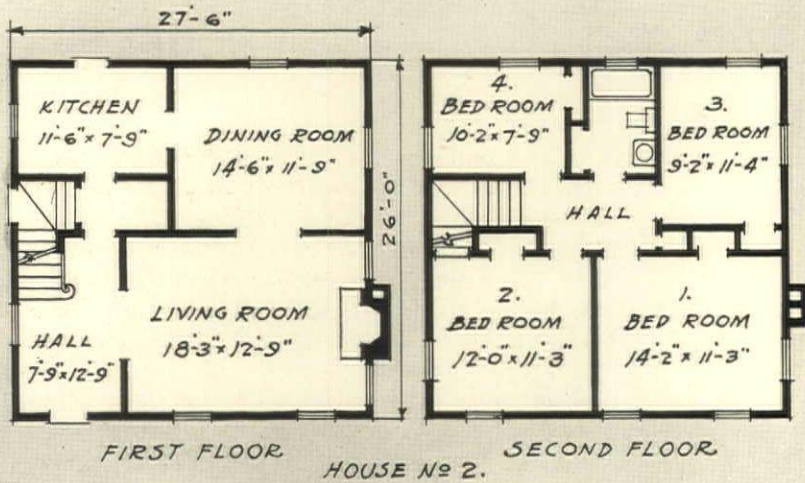 27'-6"
KITCHEN
11'-6" x 7'-9"
DINING ROOM
14'-6" x 11'-9"
26'-0"
LIVING ROOM
18'-3" x 12'-9"
HALL
7'-9" x 12'-9"
FIRST FLOOR
4.
BED ROOM
10'-2" x 7'-9"
3.
BED ROOM
9'-2" x 11'-4"
HALL
2.
BED ROOM
12'-0" x 11'-3"
1.
BED ROOM
14'-2" x 11'-3"
SECOND FLOOR
HOUSE Nº 2.